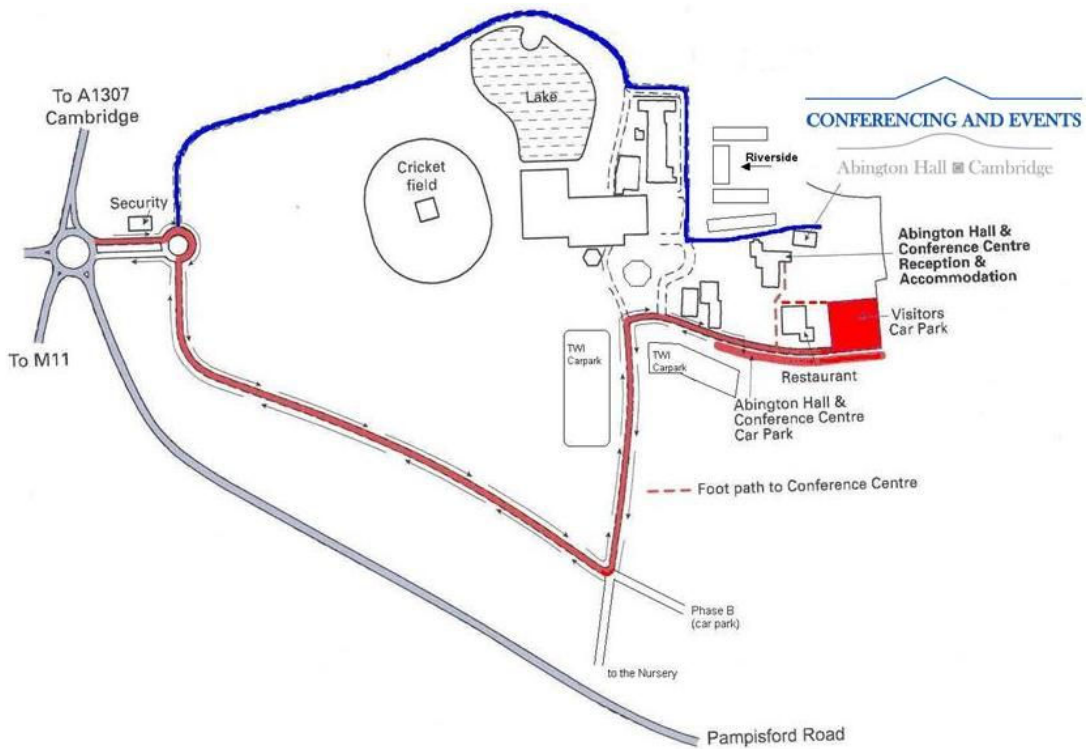 To A1307
Cambridge
Security
To M11
Lake
Cricket
field
Riverside
CONFERENCING AND EVENTS
Abington Hall Cambridge
Abington Hall &
Conference Centre
Reception &
Accommodation
Visitors
Car Park
TWI
Carpark
TWI
Carpark
Restaurant
Abington Hall &
Conference Centre
Car Park
Foot path to Conference Centre
Phase B
(car park)
to the Nursery
Pampisford Road